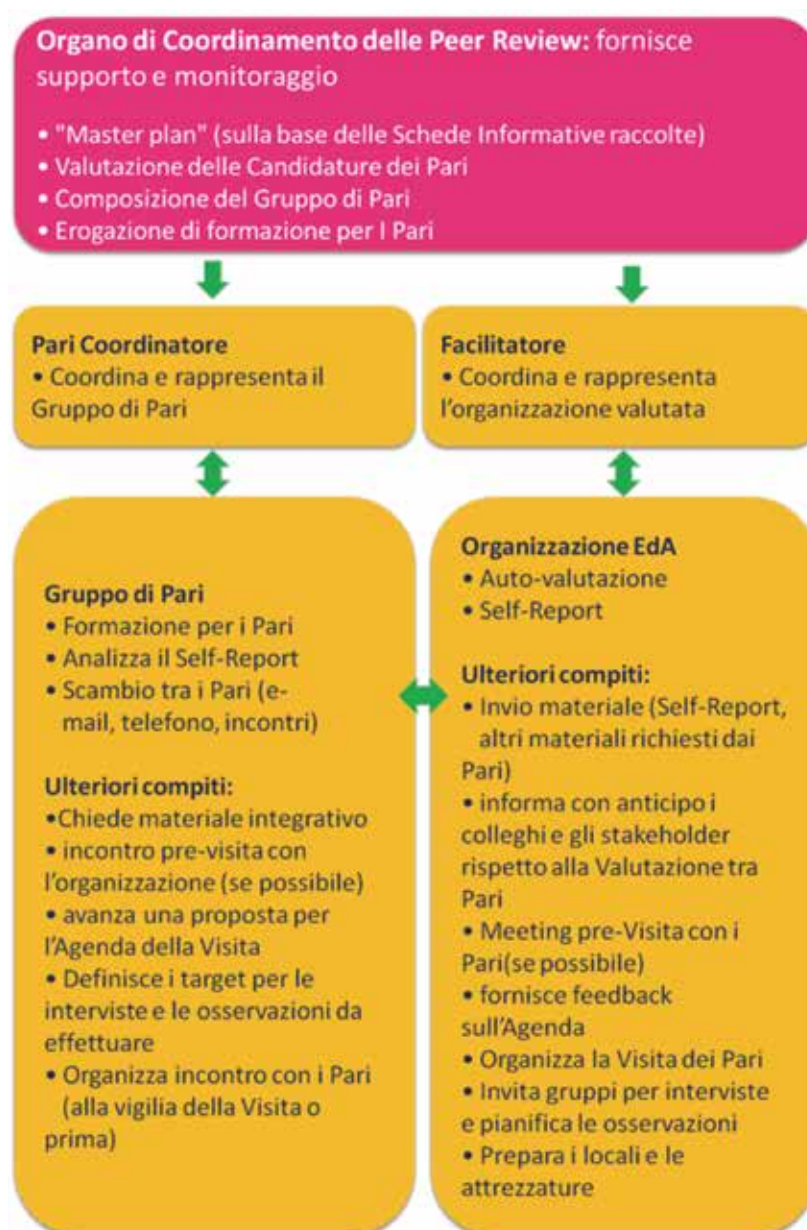 Organo di Coordinamento delle Peer Review: fornisce
supporto e monitoraggio
• "Master plan" (sulla base delle Schede Informative raccolte)
• Valutazione delle Candidature dei Pari
• Composizione del Gruppo di Pari
• Erogazione di formazione per I Pari
Pari Coordinatore
• Coordina e rappresenta il
Gruppo di Pari
Facilitatore
• Coordina e rappresenta
l'organizzazione valutata
Gruppo di Pari
• Formazione per i Pari
• Analizza il Self-Report
• Scambio tra i Pari (e-
mail, telefono, incontri)
Ulteriori compiti:
•Chiede materiale integrativo
• incontro pre-visita con
l'organizzazione (se possibile)
• avanza una proposta per
l'Agenda della Visita
• Definisce i target per le
interviste e le osservazioni da
effettuare
• Organizza incontro con i Pari
(alla vigilia della Visita o
prima)
Organizzazione EdA
• Auto-valutazione
• Self-Report
Ulteriori compiti:
• Invio materiale (Self-Report,
altri materiali richiesti dai
Pari)
• informa con anticipo i
colleghi e gli stakeholder
rispetto alla Valutazione tra
Pari
• Meeting pre-Visita con i
Pari(se possibile)
• fornisce feedback
sull'Agenda
• Organizza la Visita dei Pari
• Invita gruppi per interviste
e pianifica le osservazioni
• Prepara i locali e le
attrezzature